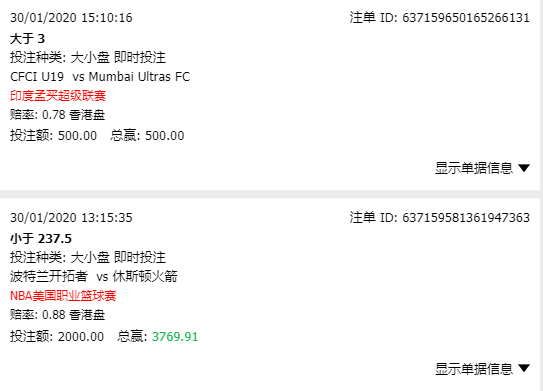 30/01/2020 15:10:16 注单 ID: 637159650165266131
大于 3
投注种类: 大小盘 即时投注
CFCI U19 vs Mumbai Ultras FC
印度孟买超级联赛
赔率: 0.78 香港盘
投注额: 500.00 总赢: 500.00
显示单据信息 ▼
30/01/2020 13:15:35 注单 ID: 637159581361947363
小于 237.5
投注种类: 大小盘 即时投注
波特兰开拓者 vs 休斯顿火箭
NBA美国职业篮球赛
赔率: 0.88 香港盘
投注额: 2000.00 总赢: 3769.91
显示单据信息 ▼